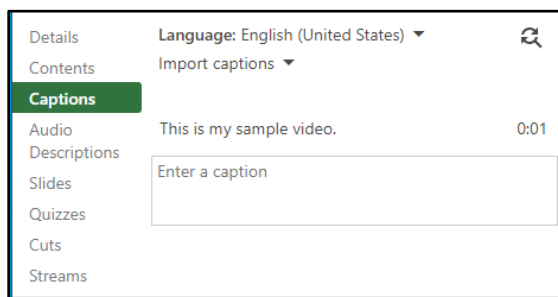 Details
Contents
Captions
Audio
Descriptions
Slides
Quizzes
Cuts
Streams
Language: English (United States)
Import captions
This is my sample video. 0:01
Enter a caption